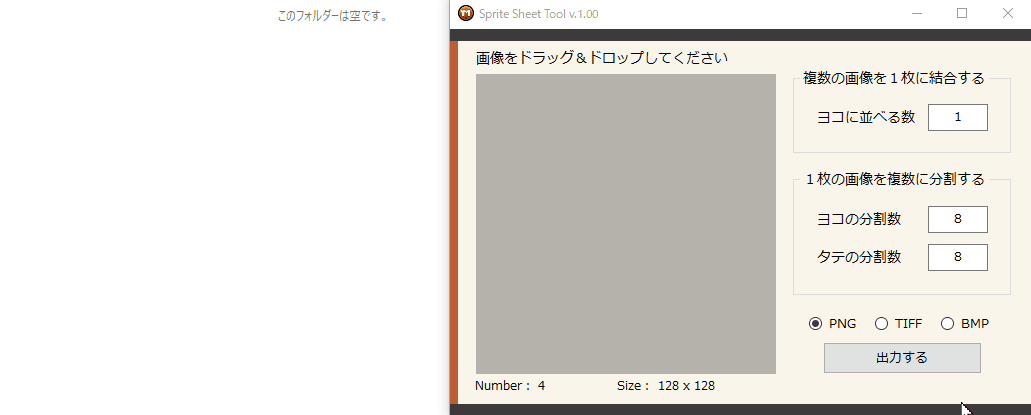 このフォルダーは空です。
Sprite Sheet Tool v.1.00
画像をドラッグ＆ドロップしてください
複数の画像を１枚に結合する
ヨコに並べる数 1
１枚の画像を複数に分割する
ヨコの分割数 8
タテの分割数 8
PNG TIFF BMP
出力する
Number : 4 Size : 128 x 128